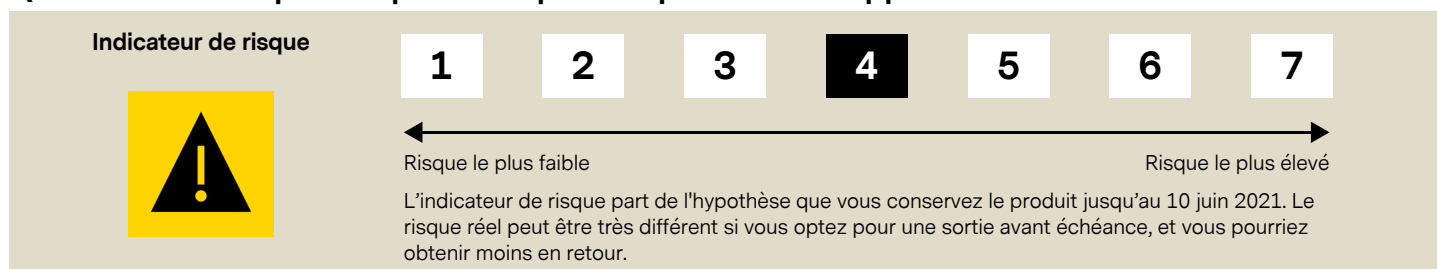 Indicateur de risque
1 2 3 4 5 6 7
Risque le plus faible Risque le plus élevé
L'indicateur de risque part de l'hypothèse que vous conservez le produit jusqu'au 10 juin 2021. Le
risque réel peut être très différent si vous optez pour une sortie avant échéance, et vous pourriez
obtenir moins en retour.